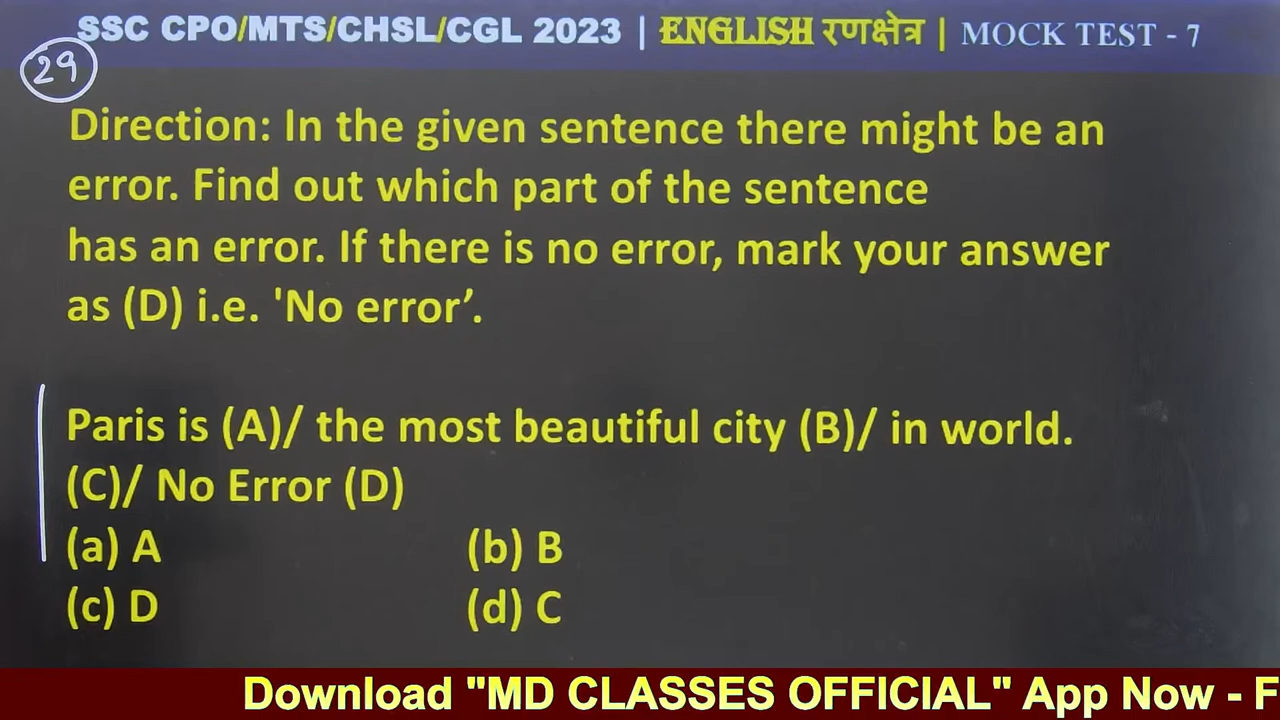 SSC CPO/MTS/CHSL/CGL 2023 | ENGLISH रणक्षेत्र | MOCK TEST - 7
29
Direction: In the given sentence there might be an
error. Find out which part of the sentence
has an error. If there is no error, mark your answer
as (D) i.e. 'No error’.
Paris is (A)/ the most beautiful city (B)/ in world.
(C)/ No Error (D)
(a) A (b) B
(c) D (d) C
Download "MD CLASSES OFFICIAL" App Now - F